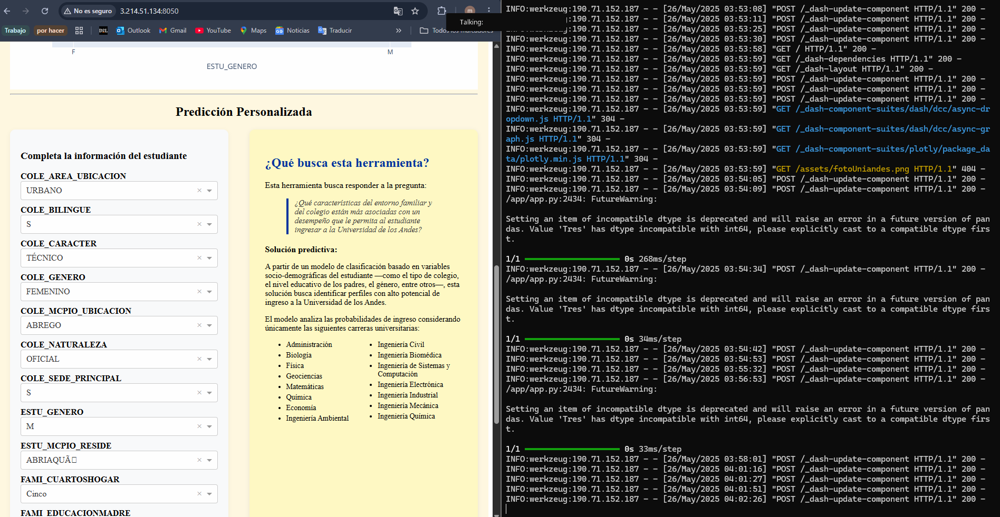 No es seguro
3.214.51.134:8050
m
Talking:
Trabajo
por hacer
D2L
Outlook
Gmail
YouTube
Maps
Noticias
Traducir
»
Todos los marcadores
F
M
ESTU_GENERO
Predicción Personalizada
Completa la información del estudiante
COLE_AREA_UBICACION
URBANO
COLE_BILINGUE
S
COLE_CARACTER
TÉCNICO
COLE_GENERO
FEMENINO
COLE_MCPIO_UBICACION
ABREGO
COLE_NATURALEZA
OFICIAL
COLE_SEDE_PRINCIPAL
S
ESTU_GENERO
M
ESTU_MCPIO_RESIDE
ABRIAQUÃ□
FAMI_CUARTOSHOGAR
Cinco
FAMI_EDUCACIONMADRE
¿Qué busca esta herramienta?
Esta herramienta busca responder a la pregunta:
¿Qué características del entorno familiar y
del colegio están más asociadas con un
desempeño que le permita al estudiante
ingresar a la Universidad de los Andes?
Solución predictiva:
A partir de un modelo de clasificación basado en variables
socio-demográficas del estudiante —como el tipo de colegio,
el nivel educativo de los padres, el género, entre otros—, esta
solución busca identificar perfiles con alto potencial de
ingreso a la Universidad de los Andes.
El modelo analiza las probabilidades de ingreso considerando
únicamente las siguientes carreras universitarias:
• Administración
• Biología
• Física
• Geociencias
• Matemáticas
• Química
• Economía
• Ingeniería Ambiental
• Ingeniería Civil
• Ingeniería Biomédica
• Ingeniería de Sistemas y
Computación
• Ingeniería Electrónica
• Ingeniería Industrial
• Ingeniería Mecánica
• Ingeniería Química
INFO:werkzeug:190.71.152.187 - - [26/May/2025 03:53:08] "POST /_dash-update-component HTTP/1.1" 200 -
INFO:werkzeug:190.71.152.187 - - [26/May/2025 03:53:11] "POST /_dash-update-component HTTP/1.1" 200 -
INFO:werkzeug:190.71.152.187 - - [26/May/2025 03:53:25] "POST /_dash-update-component HTTP/1.1" 200 -
INFO:werkzeug:190.71.152.187 - - [26/May/2025 03:53:30] "POST /_dash-update-component HTTP/1.1" 200 -
INFO:werkzeug:190.71.152.187 - - [26/May/2025 03:53:58] "GET / HTTP/1.1" 200 -
INFO:werkzeug:190.71.152.187 - - [26/May/2025 03:53:59] "GET /_dash-dependencies HTTP/1.1" 200 -
INFO:werkzeug:190.71.152.187 - - [26/May/2025 03:53:59] "GET /_dash-layout HTTP/1.1" 200 -
INFO:werkzeug:190.71.152.187 - - [26/May/2025 03:53:59] "POST /_dash-update-component HTTP/1.1" 200 -
INFO:werkzeug:190.71.152.187 - - [26/May/2025 03:53:59] "POST /_dash-update-component HTTP/1.1" 200 -
INFO:werkzeug:190.71.152.187 - - [26/May/2025 03:53:59] "POST /_dash-update-component HTTP/1.1" 200 -
INFO:werkzeug:190.71.152.187 - - [26/May/2025 03:53:59] "GET /_dash-component-suites/dash/dcc/async-dr
opdown.js HTTP/1.1" 304 -
INFO:werkzeug:190.71.152.187 - - [26/May/2025 03:53:59] "GET /_dash-component-suites/dash/dcc/async-gr
aph.js HTTP/1.1" 304 -
INFO:werkzeug:190.71.152.187 - - [26/May/2025 03:53:59] "GET /_dash-component-suites/plotly/package_da
ta/plotly.min.js HTTP/1.1" 304 -
INFO:werkzeug:190.71.152.187 - - [26/May/2025 03:53:59] "GET /assets/fotoUniandes.png HTTP/1.1" 404 -
INFO:werkzeug:190.71.152.187 - - [26/May/2025 03:54:05] "POST /_dash-update-component HTTP/1.1" 200 -
INFO:werkzeug:190.71.152.187 - - [26/May/2025 03:54:09] "POST /_dash-update-component HTTP/1.1" 200 -
/app/app.py:2434: FutureWarning:
Setting an item of incompatible dtype is deprecated and will raise an error in a future version of pan
das. Value 'Tres' has dtype incompatible with int64, please explicitly cast to a compatible dtype firs
t.
1/1 0s 268ms/step
INFO:werkzeug:190.71.152.187 - - [26/May/2025 03:54:34] "POST /_dash-update-component HTTP/1.1" 200 -
/app/app.py:2434: FutureWarning:
Setting an item of incompatible dtype is deprecated and will raise an error in a future version of pan
das. Value 'Tres' has dtype incompatible with int64, please explicitly cast to a compatible dtype firs
t.
1/1 0s 34ms/step
INFO:werkzeug:190.71.152.187 - - [26/May/2025 03:54:42] "POST /_dash-update-component HTTP/1.1" 200 -
INFO:werkzeug:190.71.152.187 - - [26/May/2025 03:54:53] "POST /_dash-update-component HTTP/1.1" 200 -
INFO:werkzeug:190.71.152.187 - - [26/May/2025 03:55:32] "POST /_dash-update-component HTTP/1.1" 200 -
INFO:werkzeug:190.71.152.187 - - [26/May/2025 03:56:53] "POST /_dash-update-component HTTP/1.1" 200 -
/app/app.py:2434: FutureWarning:
Setting an item of incompatible dtype is deprecated and will raise an error in a future version of pan
das. Value 'Tres' has dtype incompatible with int64, please explicitly cast to a compatible dtype firs
t.
1/1 0s 33ms/step
INFO:werkzeug:190.71.152.187 - - [26/May/2025 03:58:01] "POST /_dash-update-component HTTP/1.1" 200 -
INFO:werkzeug:190.71.152.187 - - [26/May/2025 04:01:16] "POST /_dash-update-component HTTP/1.1" 200 -
INFO:werkzeug:190.71.152.187 - - [26/May/2025 04:01:27] "POST /_dash-update-component HTTP/1.1" 200 -
INFO:werkzeug:190.71.152.187 - - [26/May/2025 04:01:51] "POST /_dash-update-component HTTP/1.1" 200 -
INFO:werkzeug:190.71.152.187 - - [26/May/2025 04:02:26] "POST /_dash-update-component HTTP/1.1" 200 -